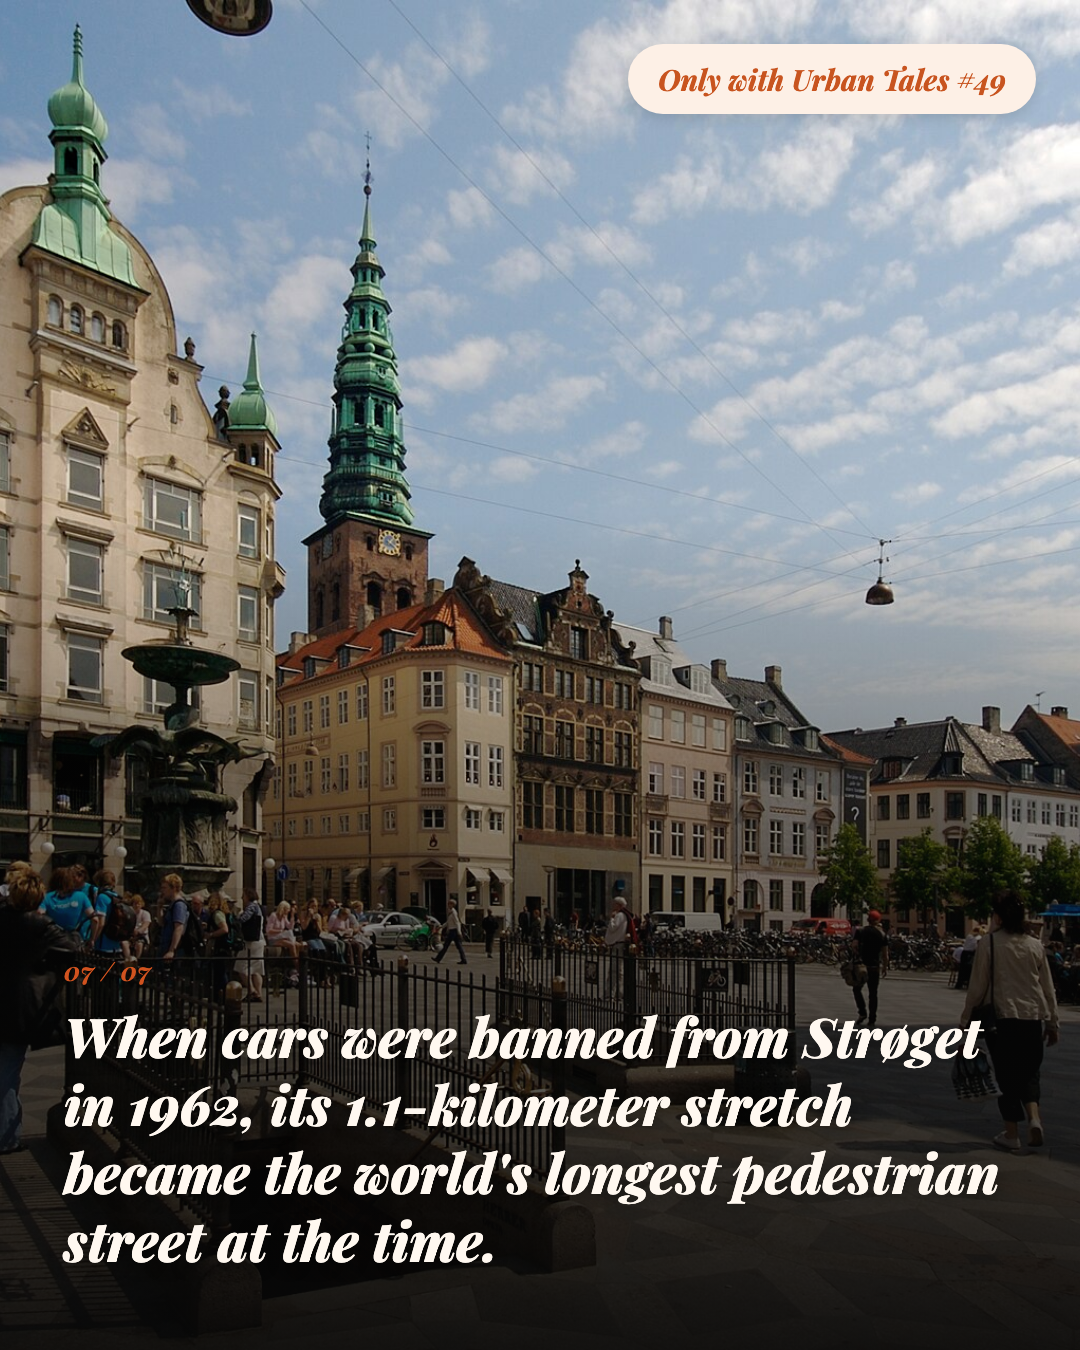 Only with Urban Tales #49
?
07 / 07
When cars were banned from Strøget
in 1962, its 1.1-kilometer stretch
became the world's longest pedestrian
street at the time.